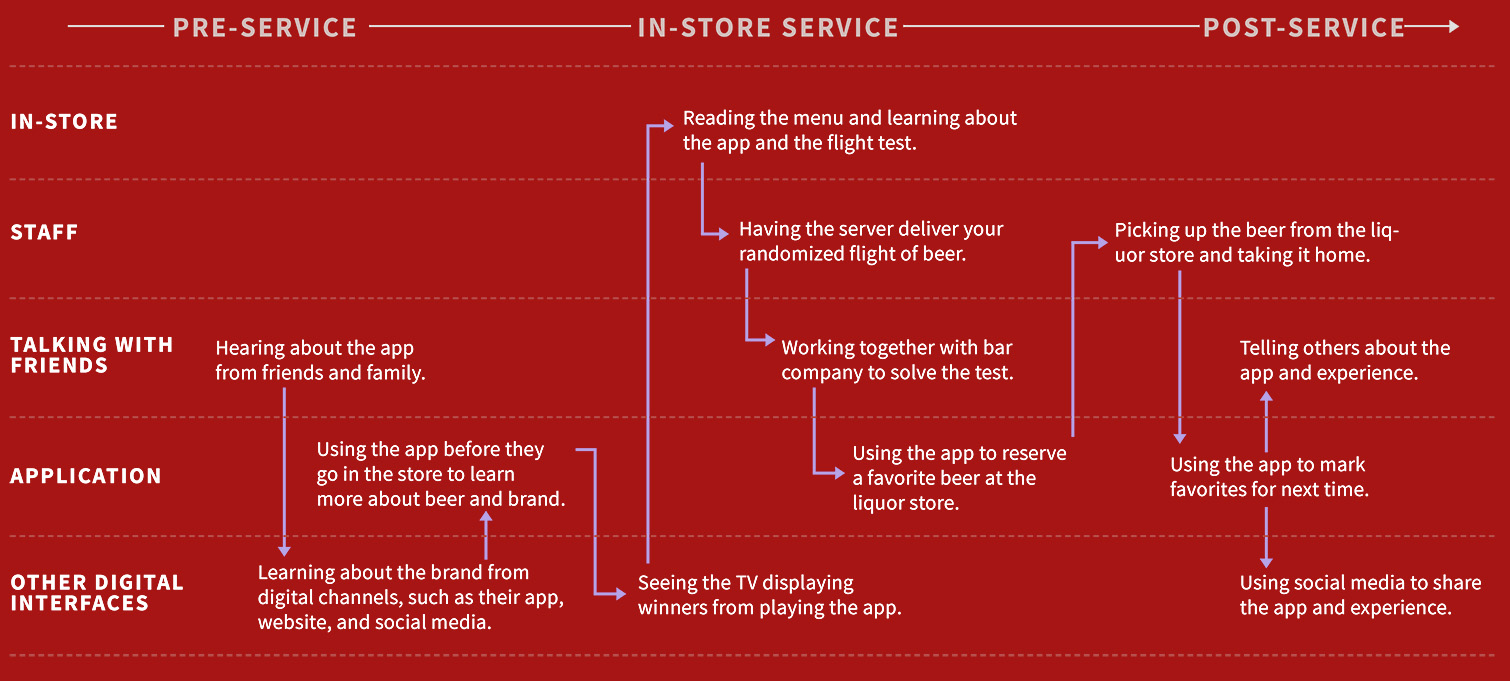 PRE-SERVICE
IN-STORE SERVICE
POST-SERVICE
IN-STORE
Reading the menu and learning about
the app and the flight test.
STAFF
Having the server deliver your
randomized flight of beer.
Picking up the beer from the liq-
uor store and taking it home.
TALKING WITH
FRIENDS
Hearing about the app
from friends and family.
Working together with bar
company to solve the test.
Telling others about the
app and experience.
APPLICATION
Using the app before they
go in the store to learn
more about beer and brand.
Using the app to reserve
a favorite beer at the
liquor store.
Using the app to mark
favorites for next time.
OTHER DIGITAL
INTERFACES
Learning about the brand from
digital channels, such as their app,
website, and social media.
Seeing the TV displaying
winners from playing the app.
Using social media to share
the app and experience.